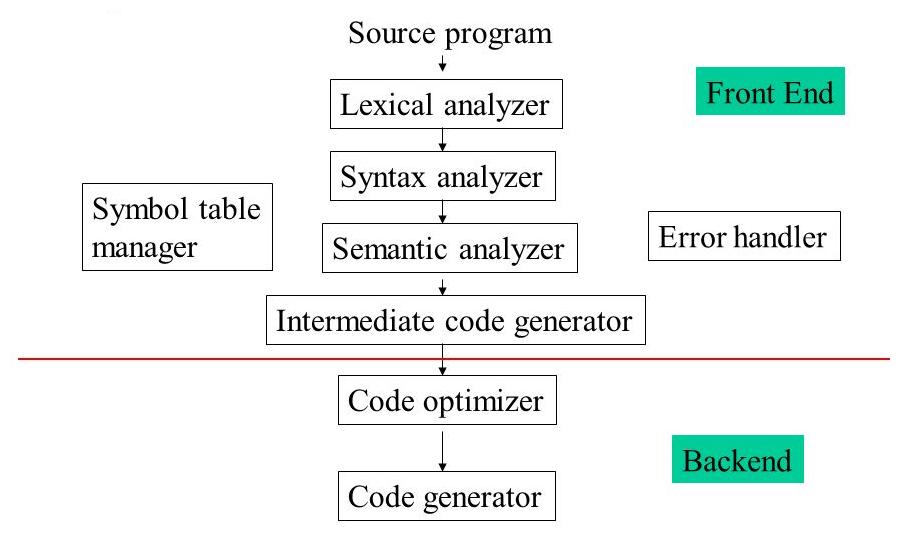 Source program
Lexical analyzer
Front End
Syntax analyzer
Symbol table
manager
Semantic analyzer
Error handler
Intermediate code generator
Code optimizer
Backend
Code generator